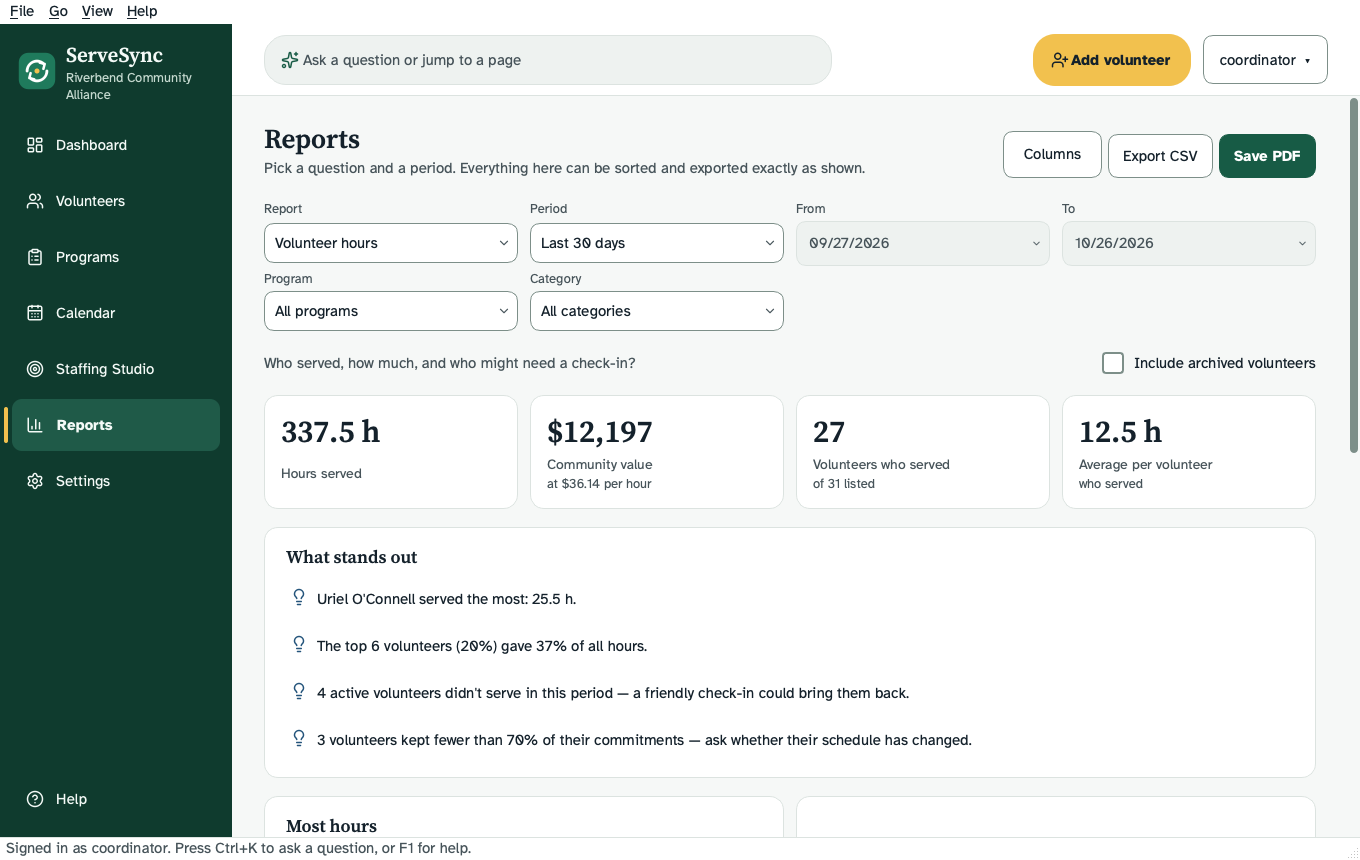 File Go View Help
ServeSync
Riverbend Community
Alliance
Ask a question or jump to a page
Add volunteer
coordinator
Dashboard
Volunteers
Programs
Calendar
Staffing Studio
Reports
Settings
Help
Reports
Pick a question and a period. Everything here can be sorted and exported exactly as shown.
Columns
Export CSV
Save PDF
Report
Period
From
To
Volunteer hours
Last 30 days
09/27/2026
10/26/2026
Program
Category
All programs
All categories
Who served, how much, and who might need a check-in?
Include archived volunteers
337.5 h
Hours served
$12,197
Community value
at $36.14 per hour
27
Volunteers who served
of 31 listed
12.5 h
Average per volunteer
who served
What stands out
Uriel O'Connell served the most: 25.5 h.
The top 6 volunteers (20%) gave 37% of all hours.
4 active volunteers didn't serve in this period — a friendly check-in could bring them back.
3 volunteers kept fewer than 70% of their commitments — ask whether their schedule has changed.
Most hours
Signed in as coordinator. Press Ctrl+K to ask a question, or F1 for help.